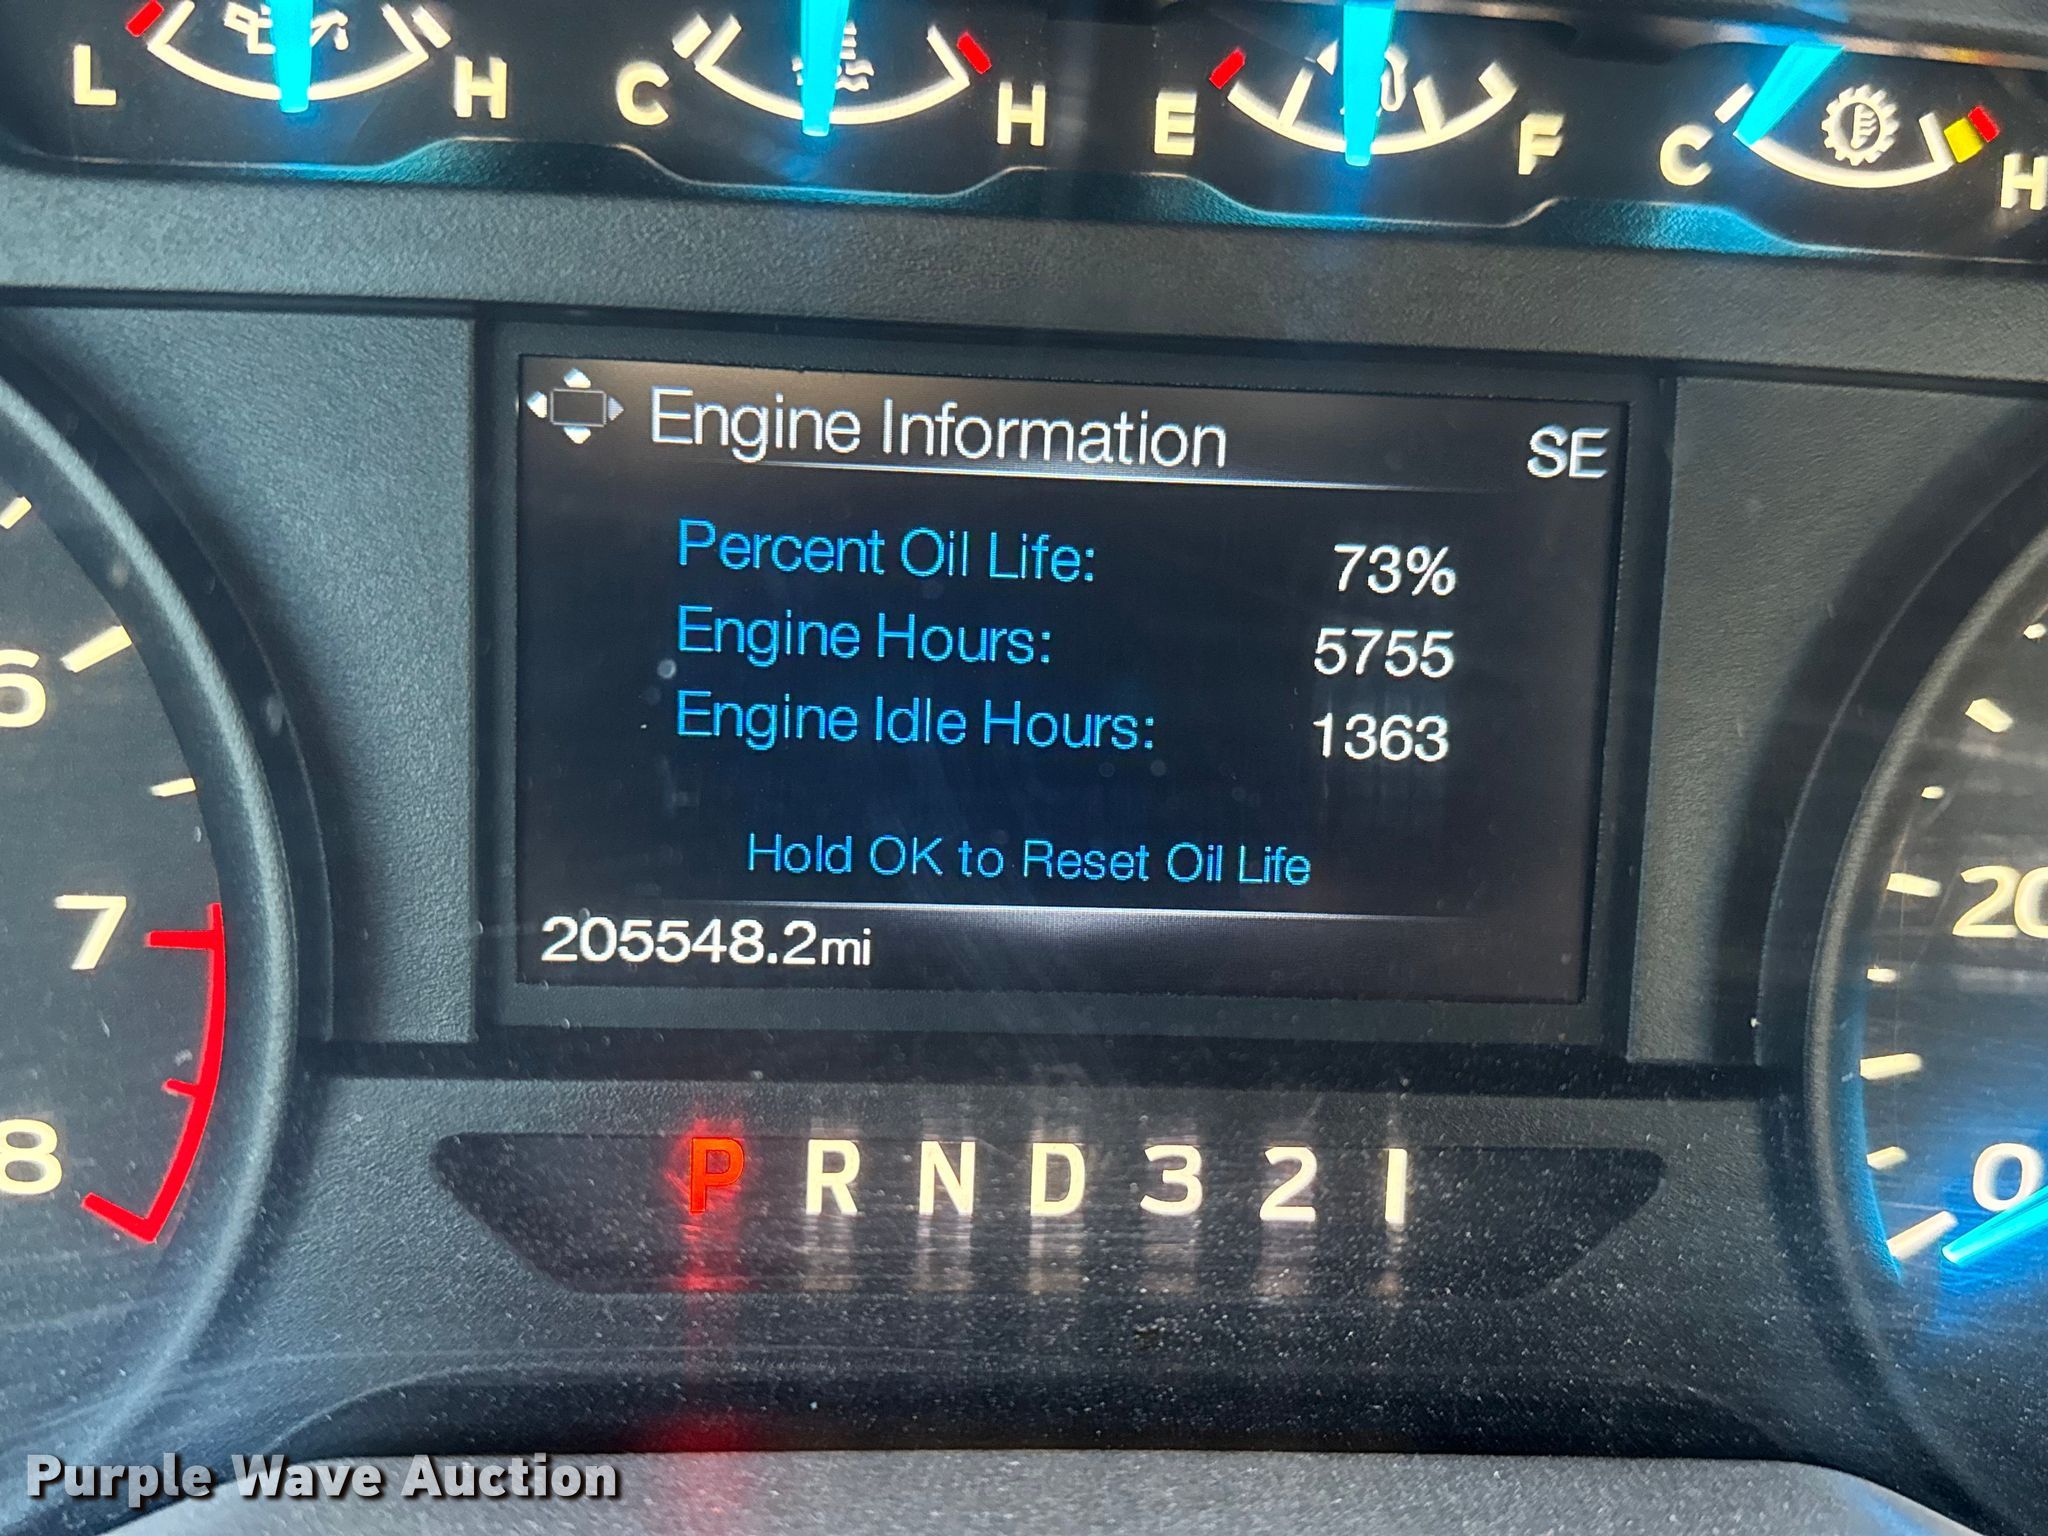 L H C H E F C H
Engine Information SE
Percent Oil Life: 73%
Engine Hours: 5755
Engine Idle Hours: 1363
Hold OK to Reset Oil Life
205548.2mi
6
7
8
20
0
P R N D 3 2 1
Purple Wave Auction